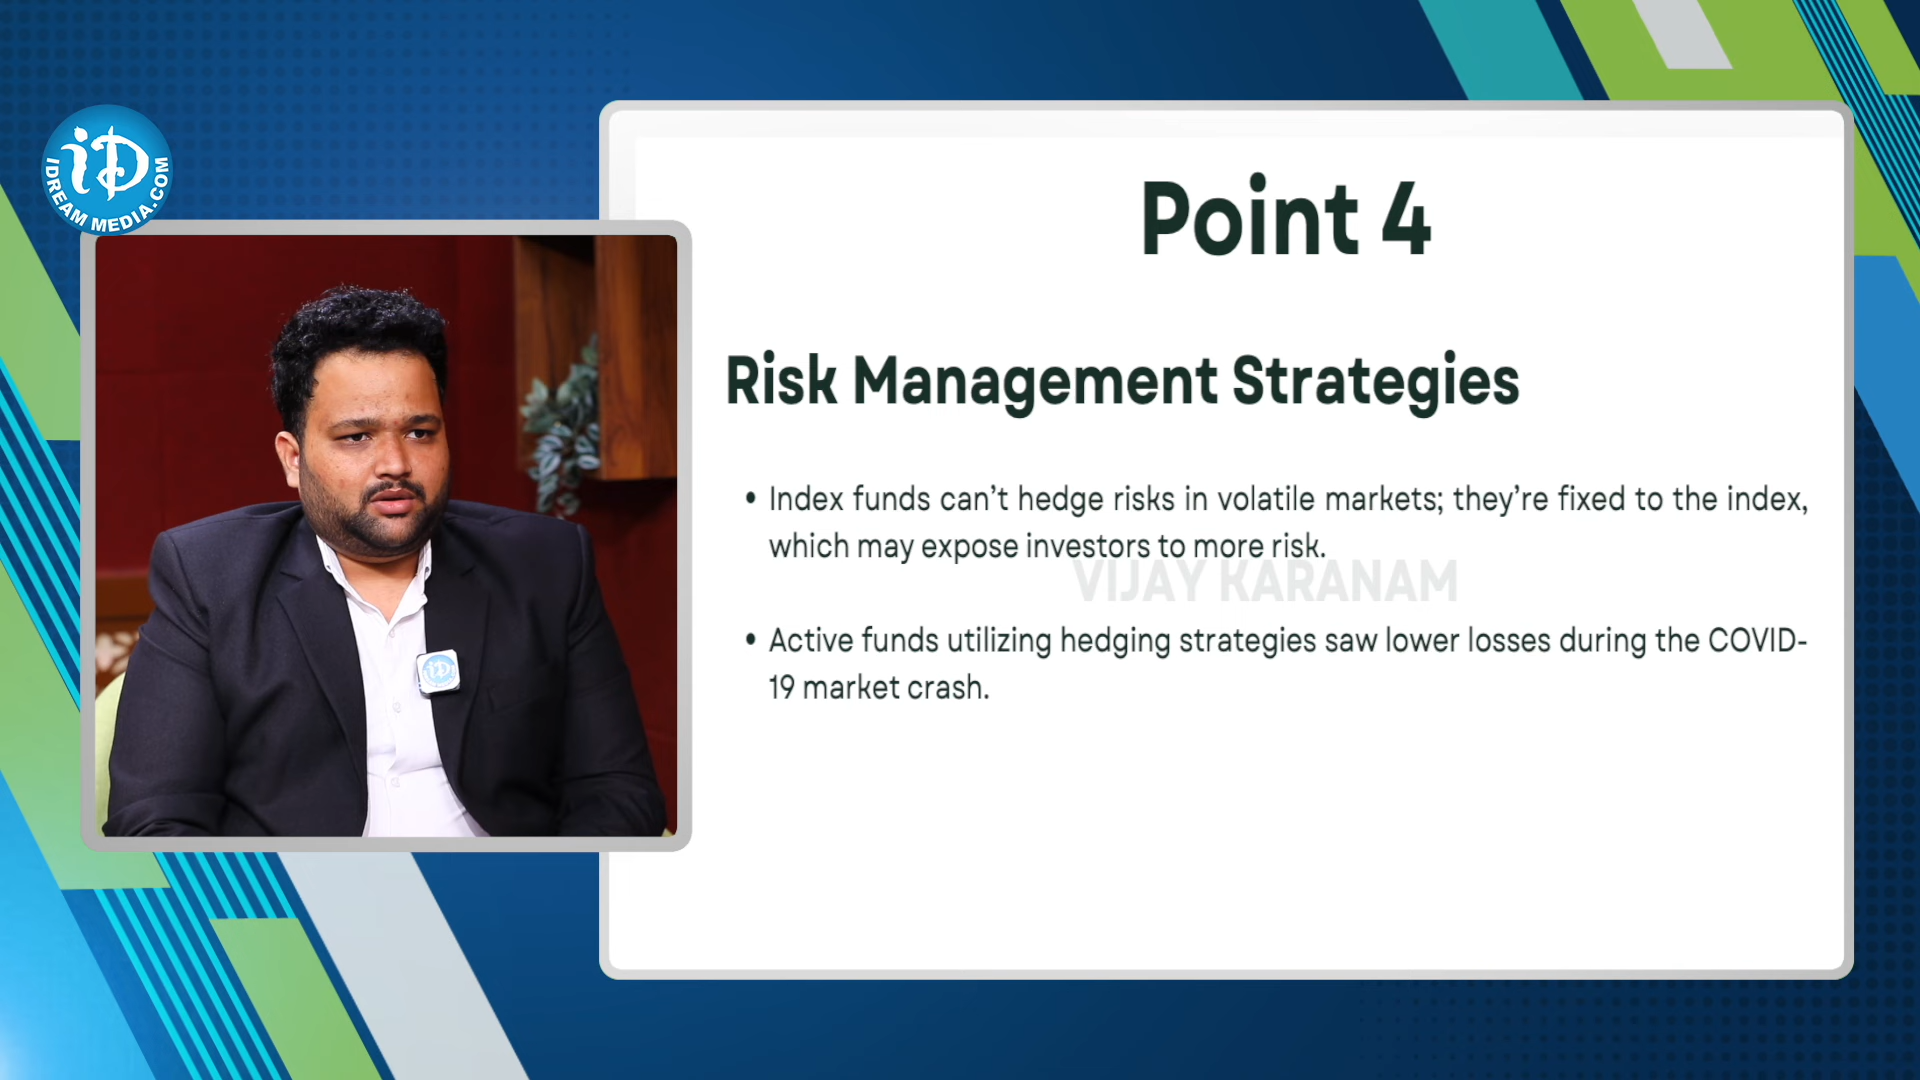 iD
IDREAM MEDIA.COM
Point 4
Risk Management Strategies
• Index funds can’t hedge risks in volatile markets; they’re fixed to the index,
which may expose investors to more risk.
VIJAY KARANAM
• Active funds utilizing hedging strategies saw lower losses during the COVID-
19 market crash.
iD